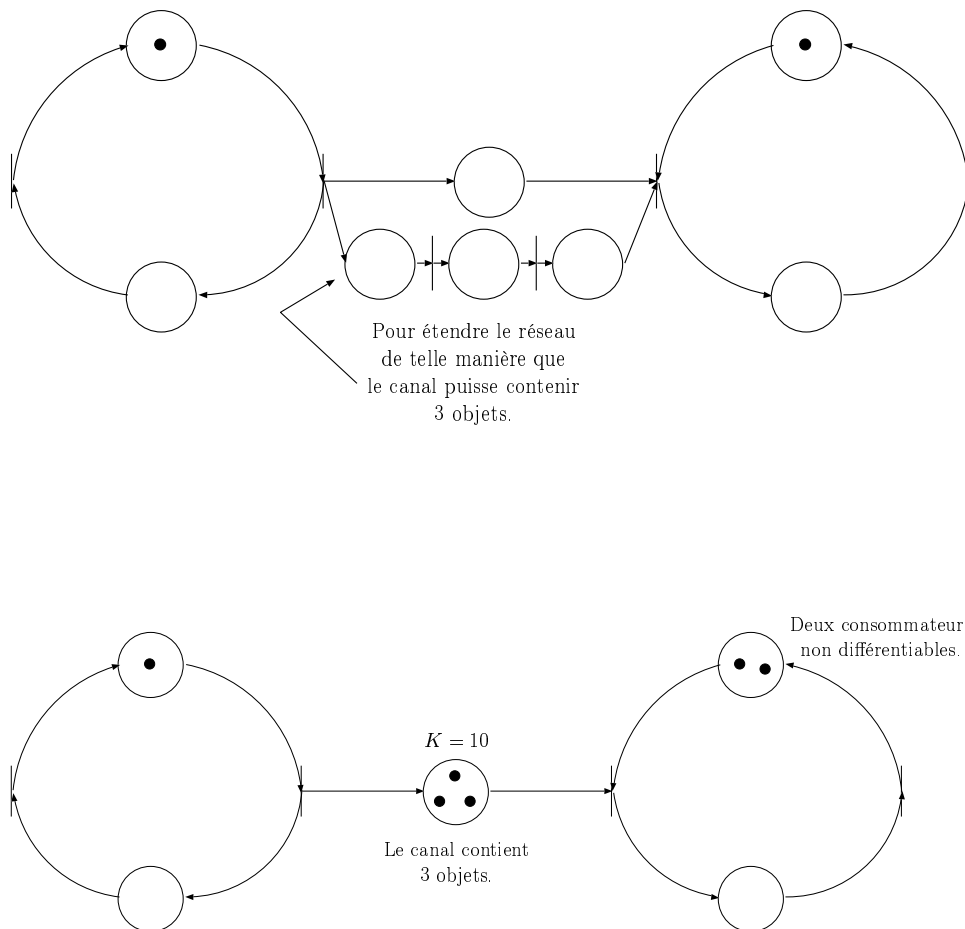 Pour étendre le réseau
de telle manière que
le canal puisse contenir
3 objets.
Deux consommateur
non différentiables.
K = 10
Le canal contient
3 objets.